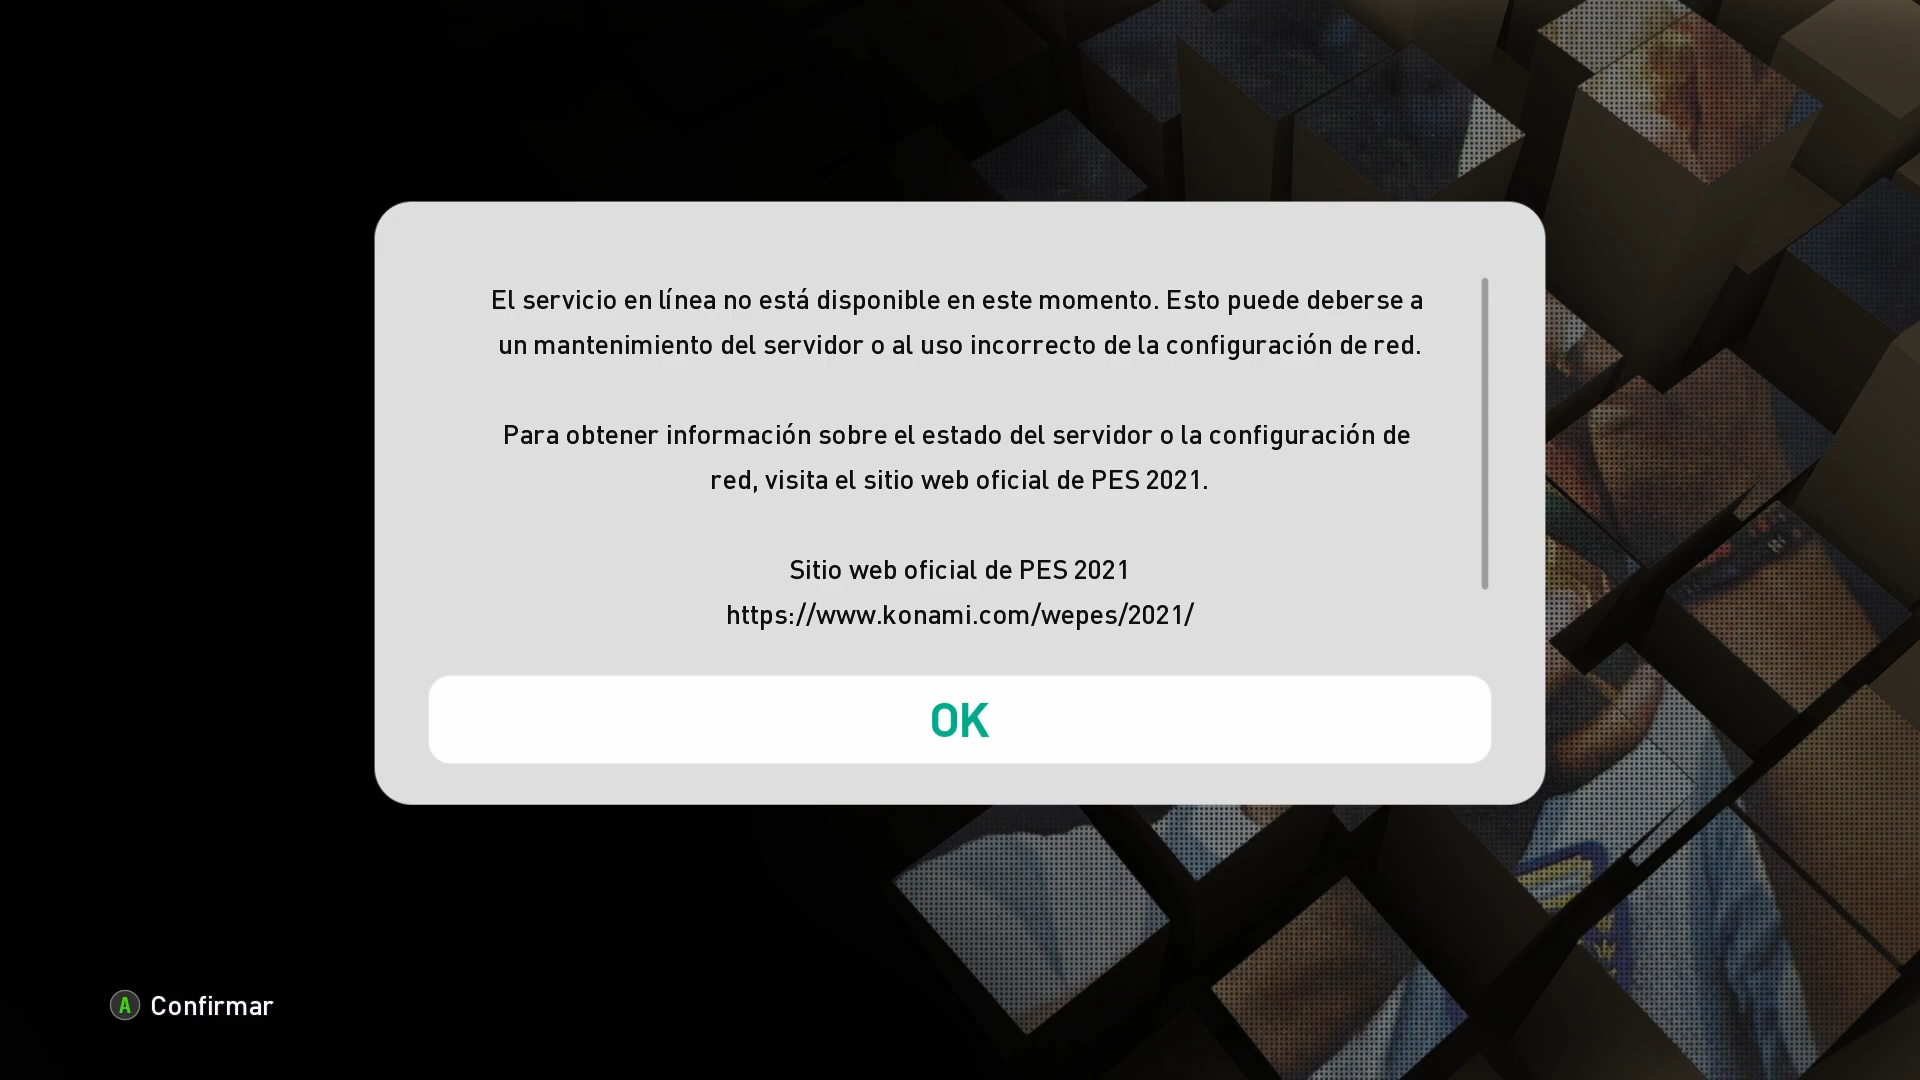 El servicio en línea no está disponible en este momento. Esto puede deberse a
un mantenimiento del servidor o al uso incorrecto de la configuración de red.
Para obtener información sobre el estado del servidor o la configuración de
red, visita el sitio web oficial de PES 2021.
Sitio web oficial de PES 2021
https://www.konami.com/wepes/2021/
OK
A Confirmar